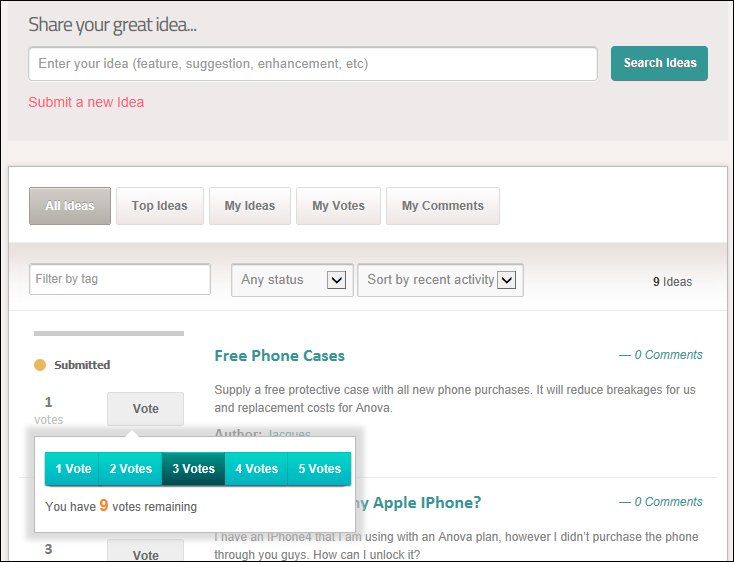 Share your great idea...
Enter your idea (feature, suggestion, enhancement, etc)
Search Ideas
Submit a new Idea
All Ideas
Top Ideas
My Ideas
My Votes
My Comments
Filter by tag
Any status
Sort by recent activity
9 Ideas
Submitted
Free Phone Cases
— 0 Comments
1
votes
Vote
Supply a free protective case with all new phone purchases. It will reduce breakages for us
and replacement costs for Anova.
Author: Jacques
1 Vote
2 Votes
3 Votes
4 Votes
5 Votes
You have 9 votes remaining
my Apple IPhone?
— 0 Comments
3
Vote
I have an iPhone4 that I am using with an Anova plan, however I didn't purchase the phone
through you guys. How can I unlock it?